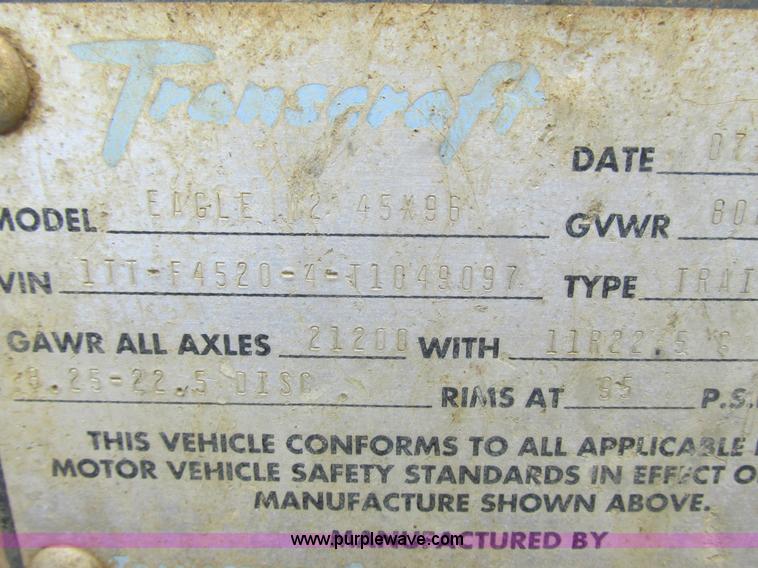 Transcraft
DATE 07-
MODEL EAGLE 45X96
GVWR 80
VIN 1TT-F4520-4-T1049097
TYPE TRAI
GAWR ALL AXLES 21200 WITH 11R22.5 G
8.25-22.5 DISC RIMS AT 95 P.S.
THIS VEHICLE CONFORMS TO ALL APPLICABLE
MOTOR VEHICLE SAFETY STANDARDS IN EFFECT O
MANUFACTURE SHOWN ABOVE.
MANUFACTURED BY
www.purplewave.com